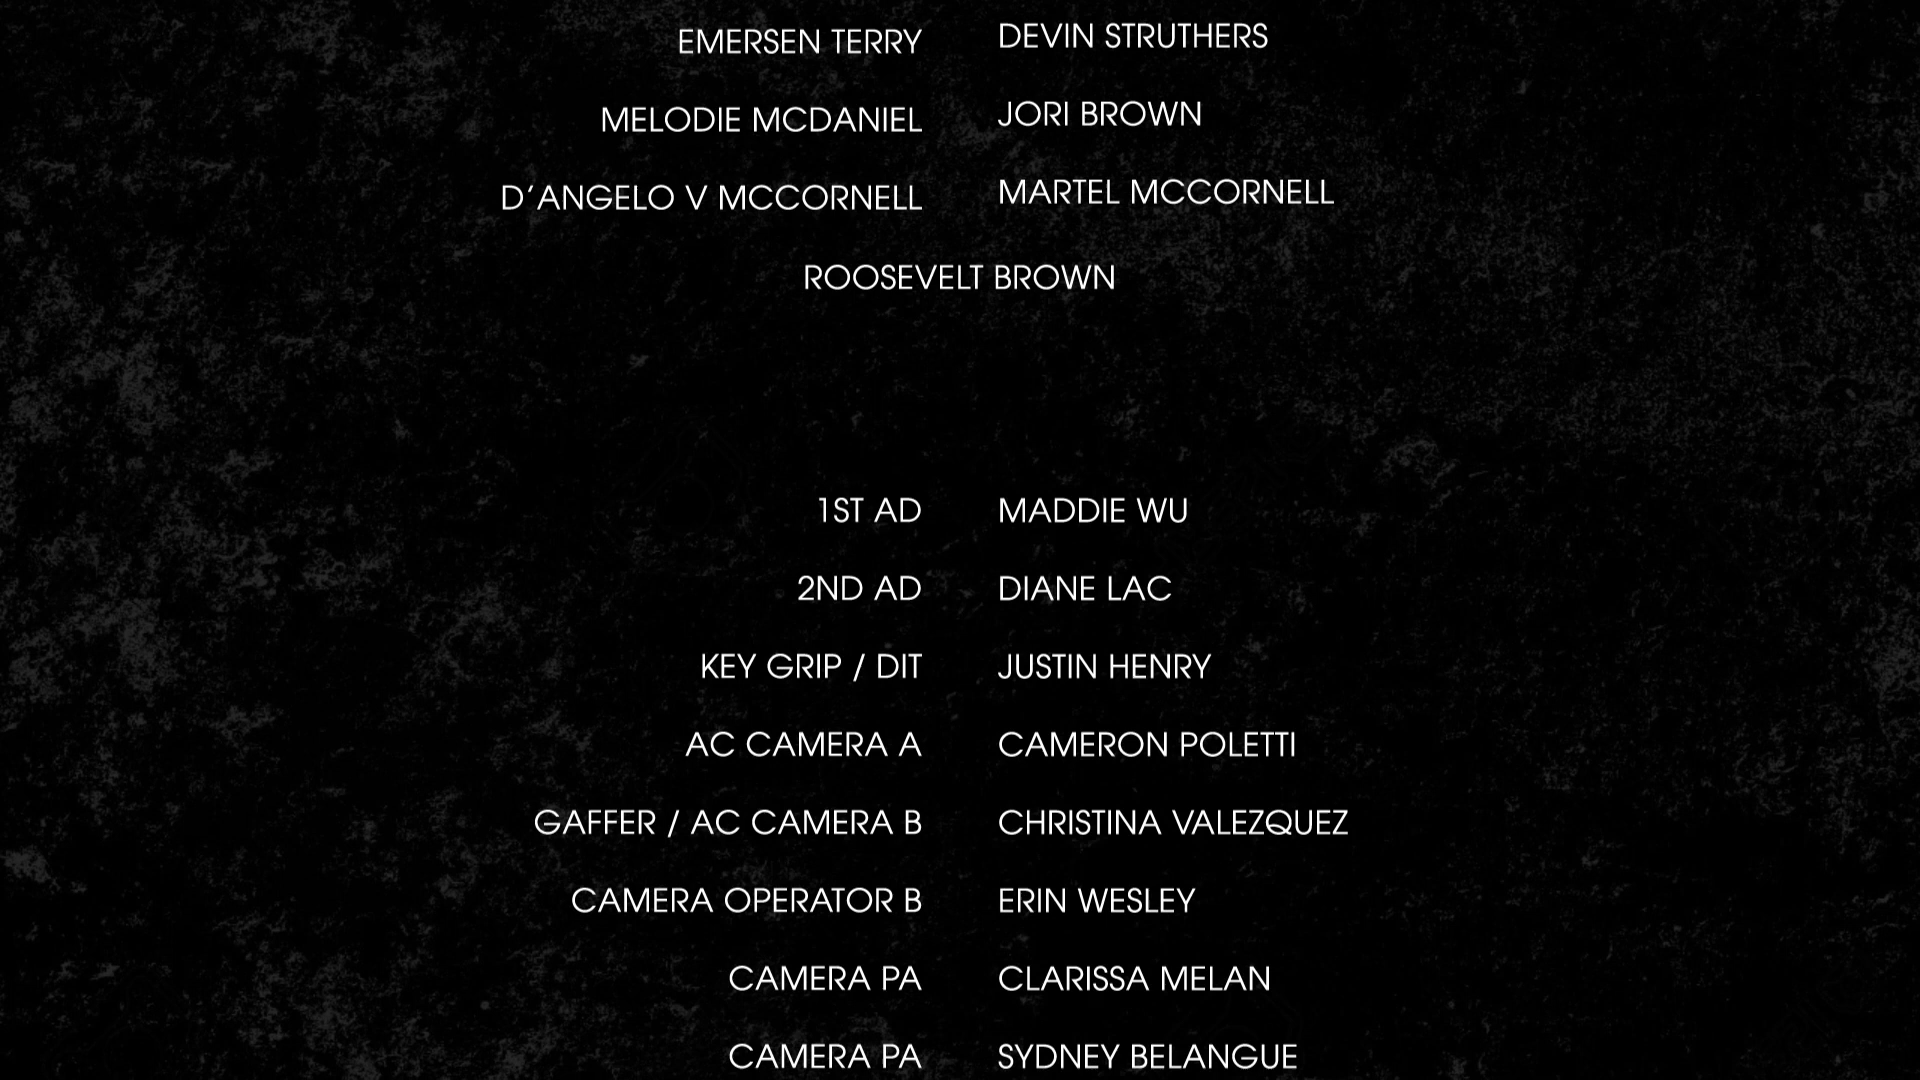 EMERSEN TERRY DEVIN STRUTHERS
MELODIE MCDANIEL JORI BROWN
D’ANGELO V MCCORNELL MARTEL MCCORNELL
ROOSEVELT BROWN
1ST AD MADDIE WU
2ND AD DIANE LAC
KEY GRIP / DIT JUSTIN HENRY
AC CAMERA A CAMERON POLETTI
GAFFER / AC CAMERA B CHRISTINA VALEZQUEZ
CAMERA OPERATOR B ERIN WESLEY
CAMERA PA CLARISSA MELAN
CAMERA PA SYDNEY BELANGUE